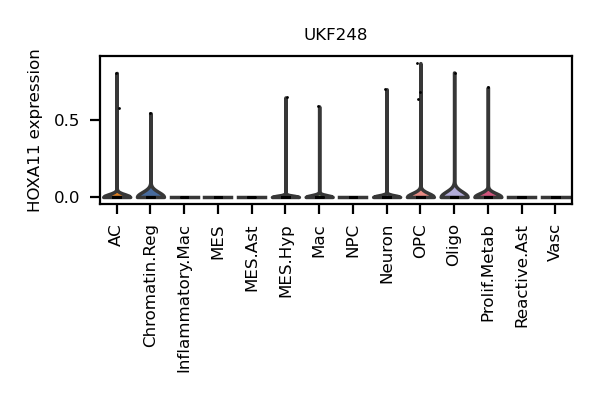 UKF248
HOXA11 expression
0.5
0.0
AC
Chromatin.Reg
Inflammatory.Mac
MES
MES.Ast
MES.Hyp
Mac
NPC
Neuron
OPC
Oligo
Prolif.Metab
Reactive.Ast
Vasc